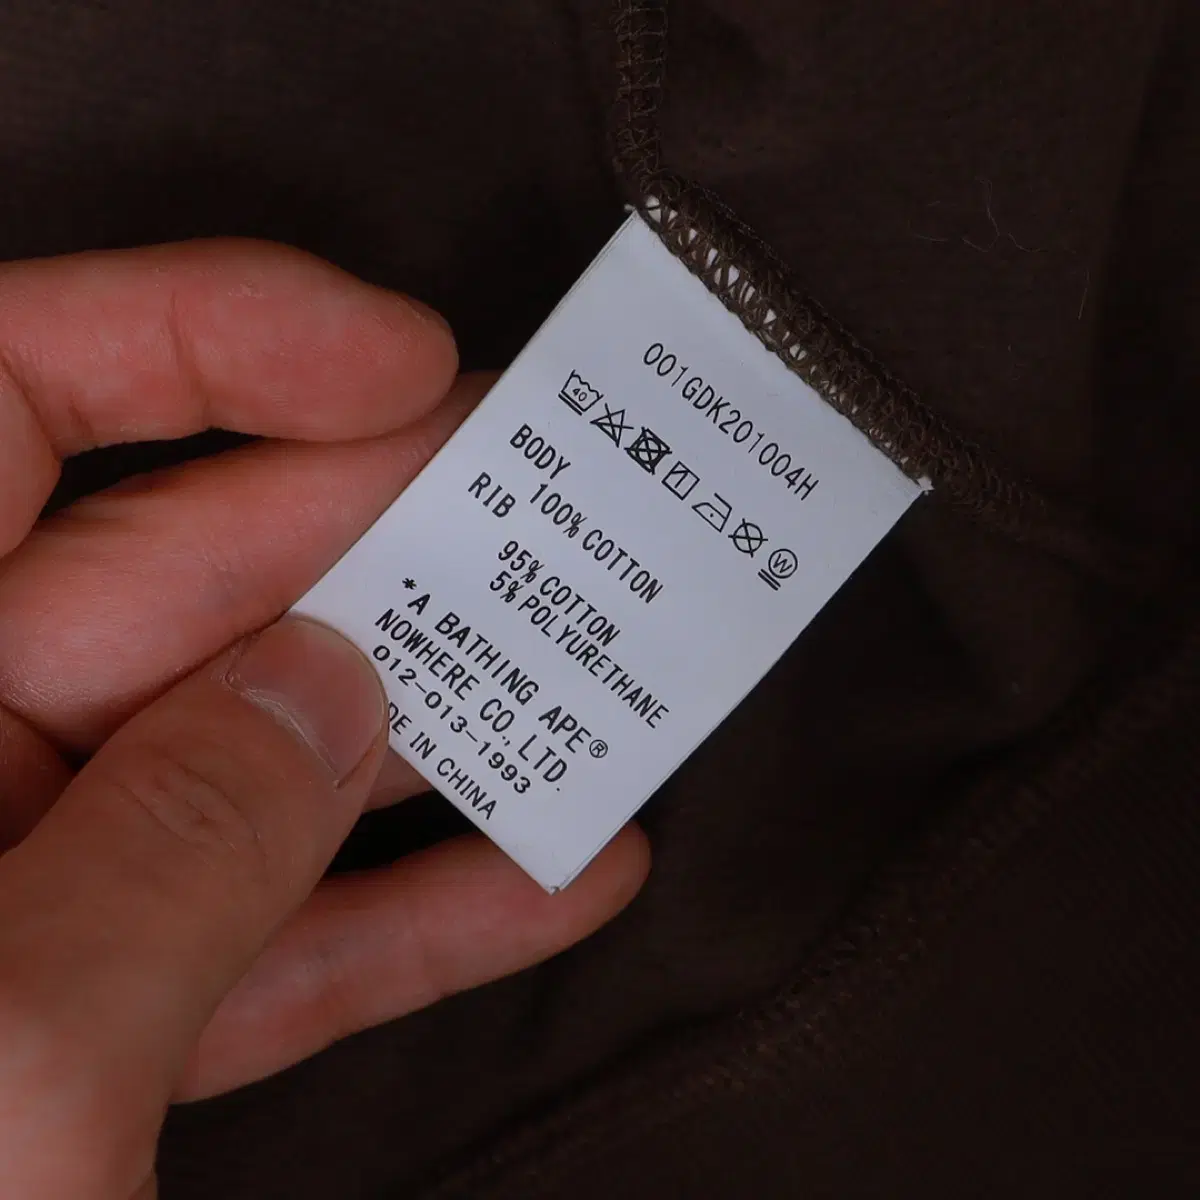 001GDK201004H
40
W
BODY
100% COTTON
RIB
95% COTTON
5% POLYURETHANE
*A BATHING APE®
NOWHERE CO., LTD.
012-013-1993
IN CHINA